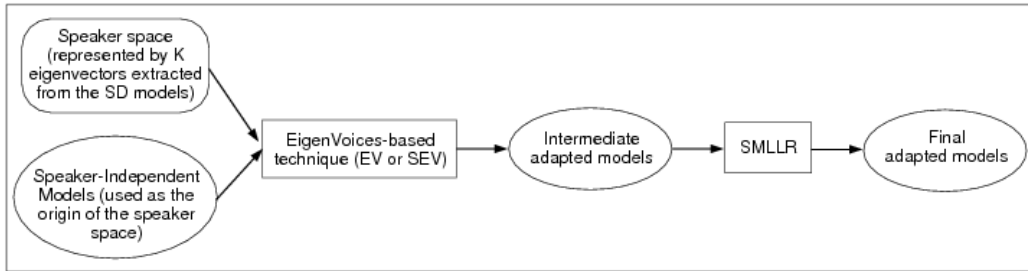 Speaker space
(represented by K
eigenvectors extracted
from the SD models)
Speaker-Independent
Models (used as the
origin of the speaker
space)
EigenVoices-based
technique (EV or SEV)
Intermediate
adapted models
SMLLR
Final
adapted models